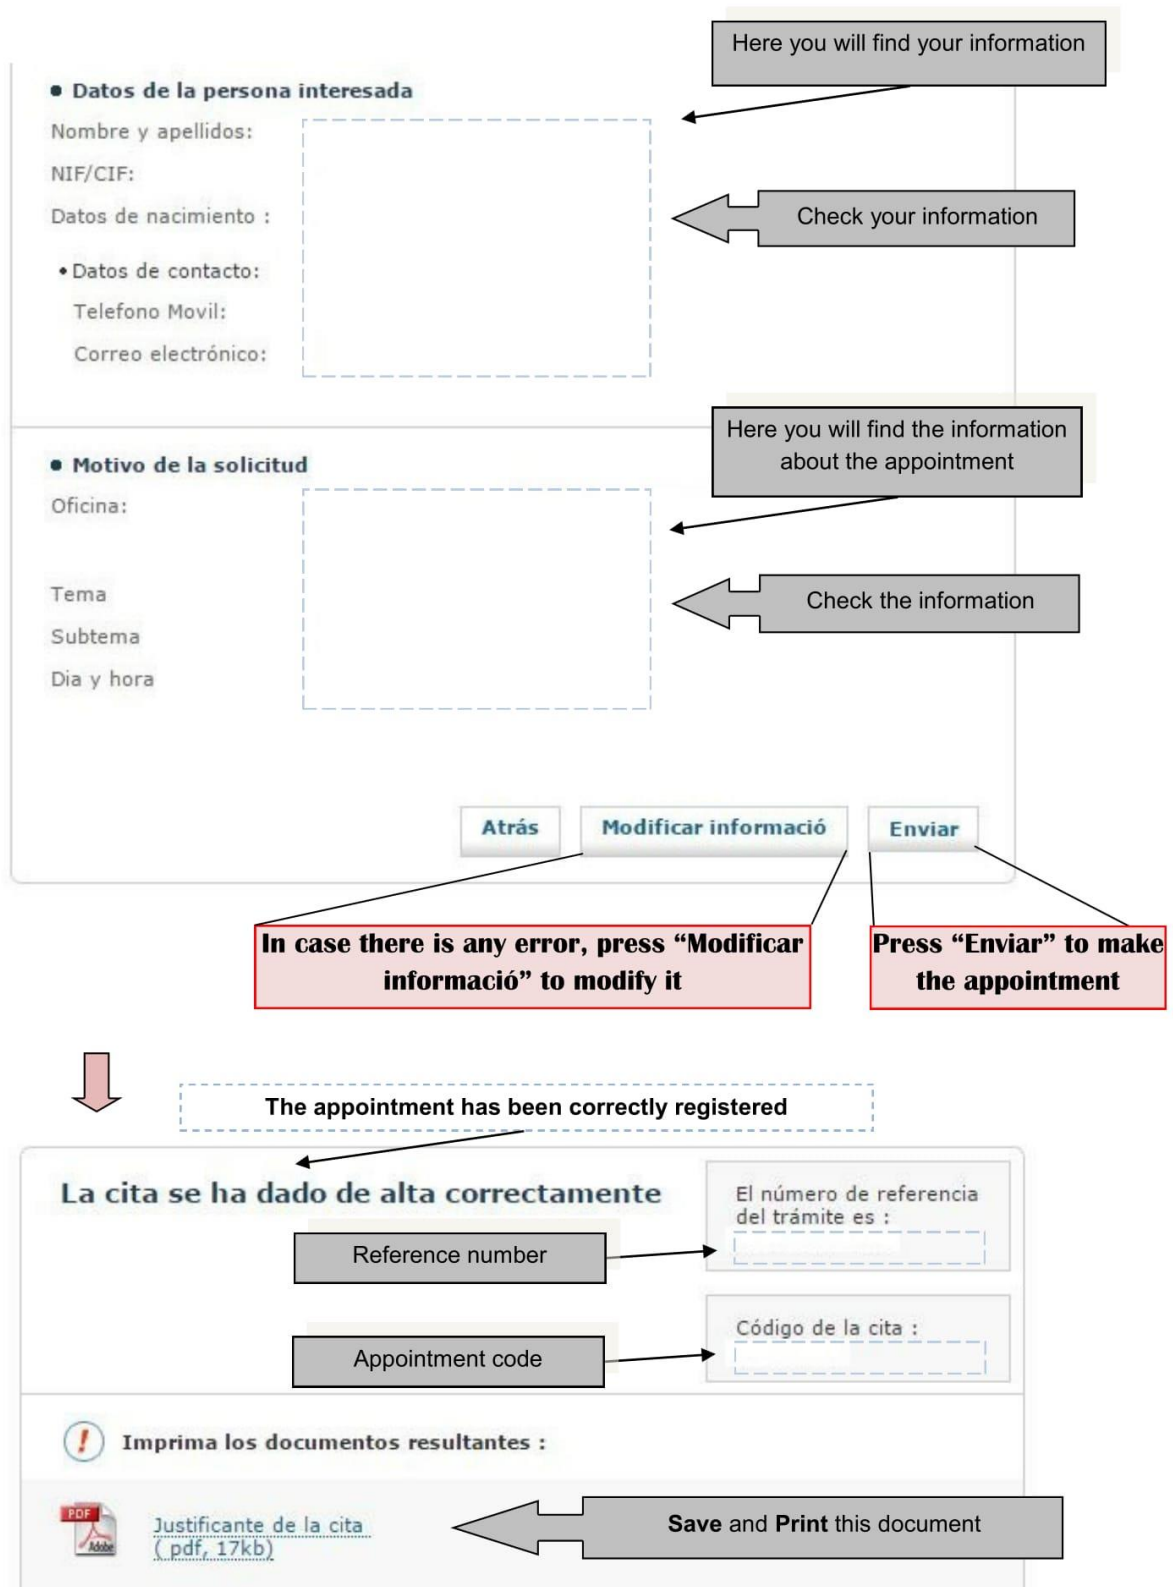 Here you will find your information
• Datos de la persona interesada
Nombre y apellidos:
NIF/CIF:
Datos de nacimiento :
Check your information
• Datos de contacto:
Telefono Movil:
Correo electrónico:
Here you will find the information
about the appointment
• Motivo de la solicitud
Oficina:
Tema
Check the information
Subtema
Dia y hora
Atrás
Modificar informació
Enviar
In case there is any error, press “Modificar
informació” to modify it
Press “Enviar” to make
the appointment
The appointment has been correctly registered
La cita se ha dado de alta correctamente
El número de referencia
del trámite es :
Reference number
Código de la cita :
Appointment code
! Imprima los documentos resultantes :
PDF
Adobe
Justificante de la cita
( pdf, 17kb)
Save and Print this document